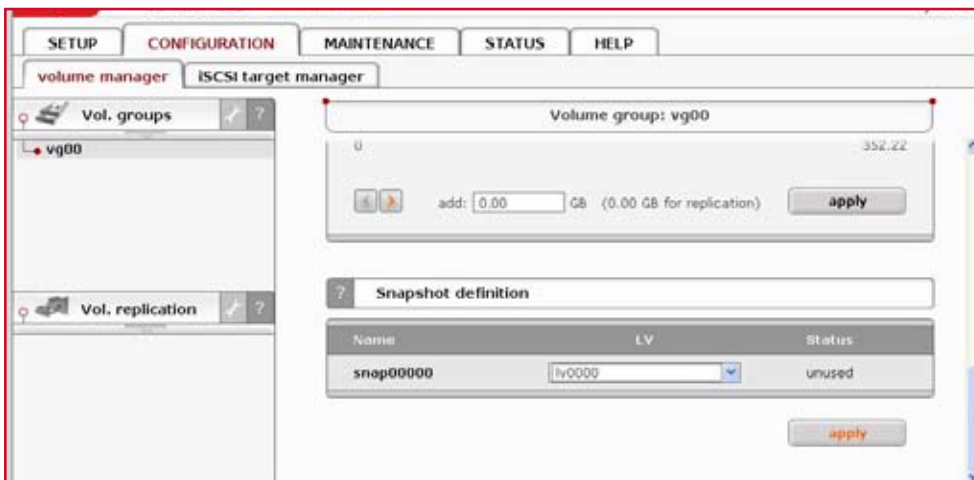 SETUP CONFIGURATION MAINTENANCE STATUS HELP
volume manager iSCSI target manager
Vol. groups ?
vg00
Volume group: vg00
0 352.22
add: 0.00 GB (0.00 GB for replication) apply
? Snapshot definition
Vol. replication ?
Name LV Status
snap00000 lv0000 unused
apply